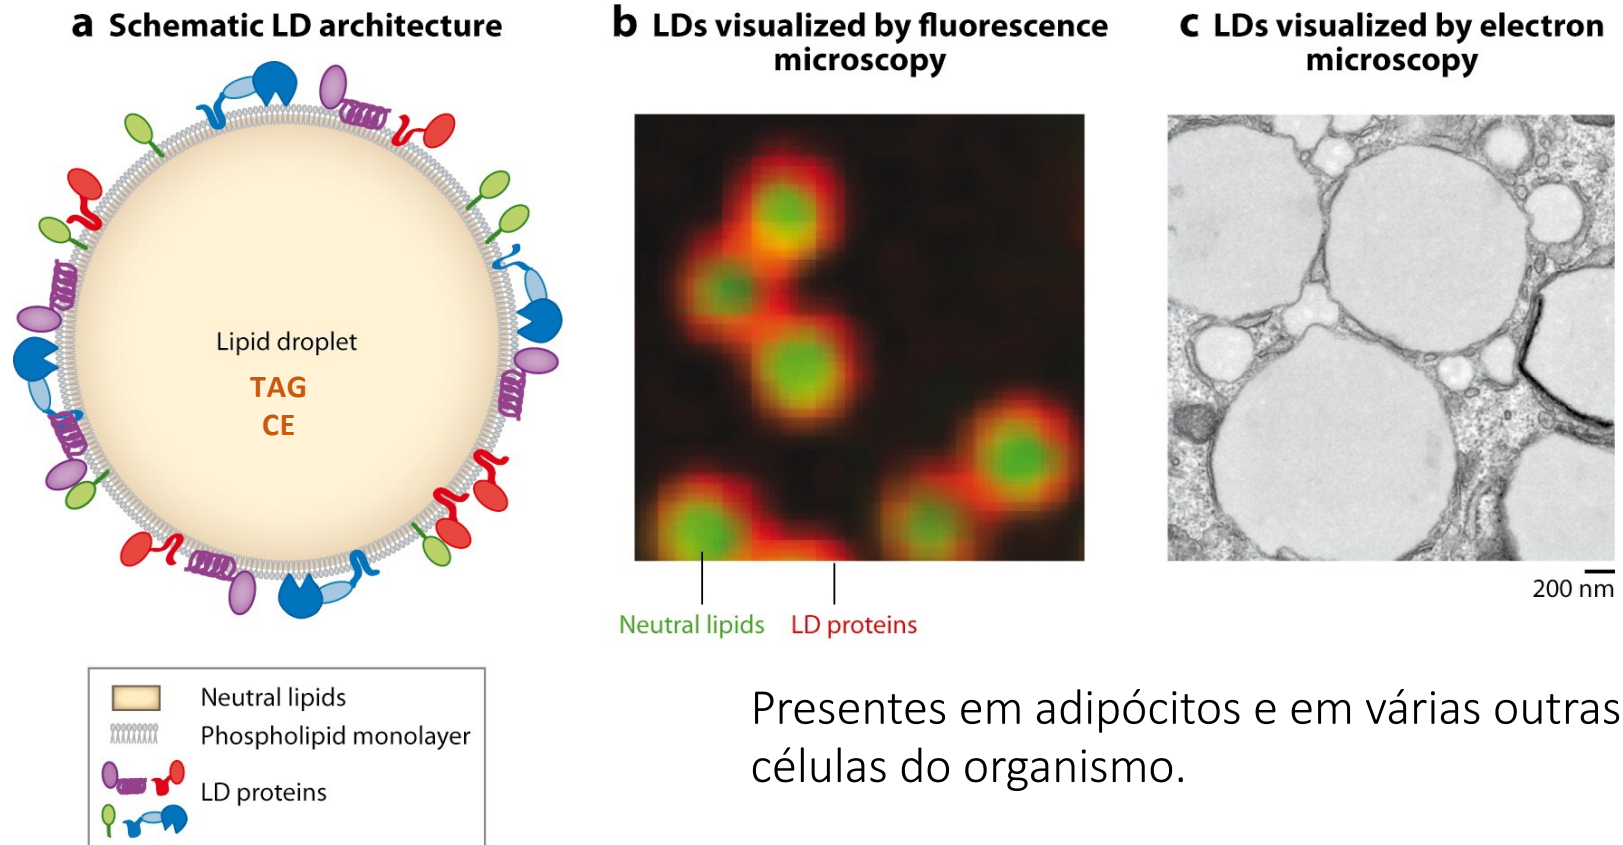 a Schematic LD architecture
Lipid droplet
TAG
CE
Neutral lipids
Phospholipid monolayer
LD proteins
b LDs visualized by fluorescence
microscopy
Neutral lipids LD proteins
c LDs visualized by electron
microscopy
200 nm
Presentes em adipócitos e em várias outras
células do organismo.